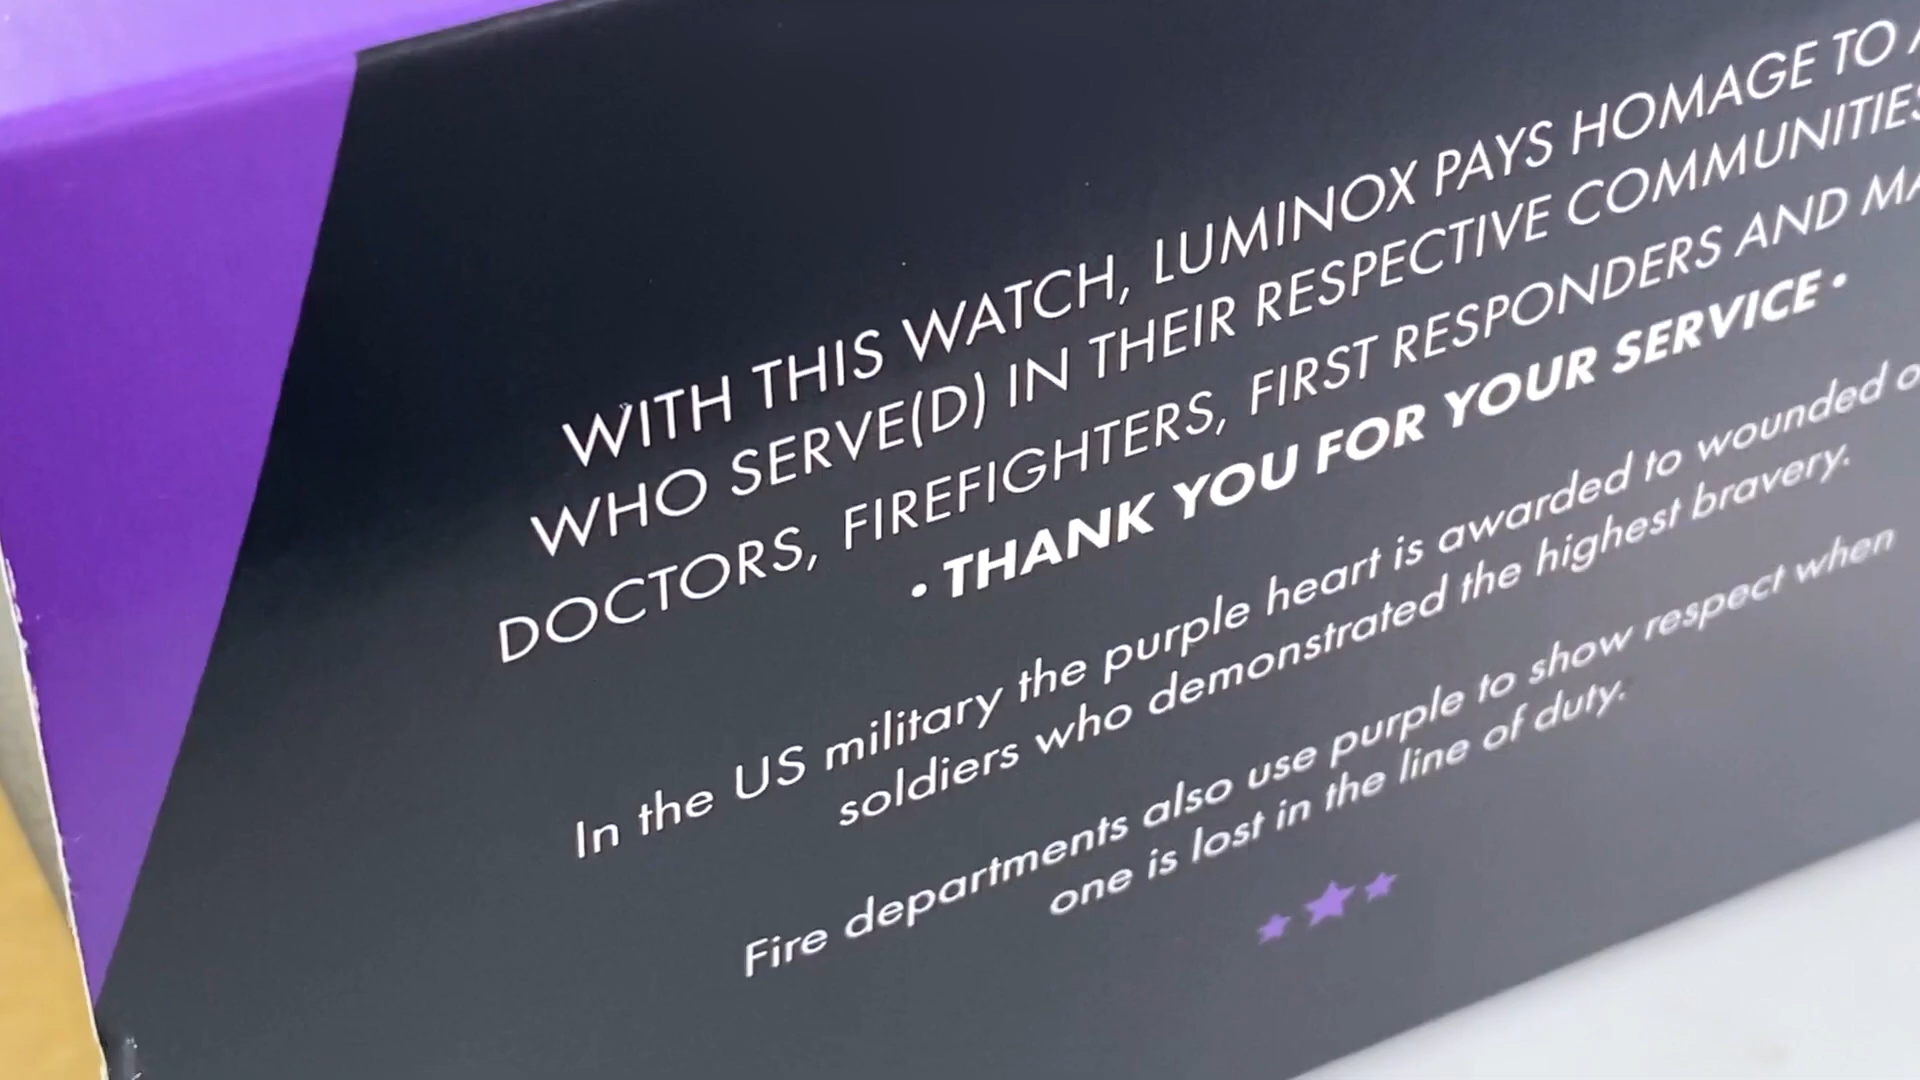 WITH THIS WATCH, LUMINOX PAYS HOMAGE TO
WHO SERVE(D) IN THEIR RESPECTIVE COMMUNITIES
DOCTORS, FIREFIGHTERS, FIRST RESPONDERS AND
• THANK YOU FOR YOUR SERVICE •
In the US military the purple heart is awarded to wounded
soldiers who demonstrated the highest bravery.
Fire departments also use purple to show respect when
one is lost in the line of duty.